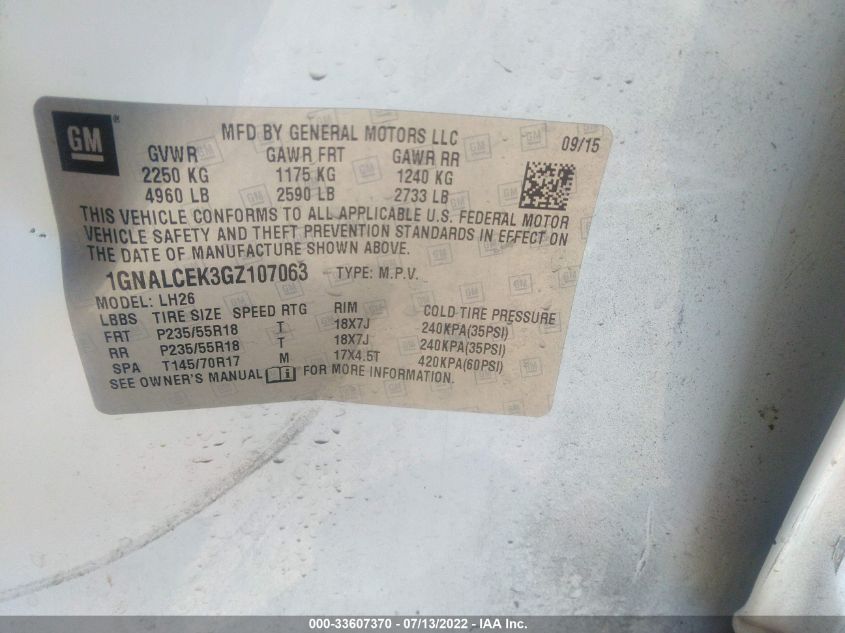 GM®
MFD BY GENERAL MOTORS LLC
09/15
GVWR GAWR FRT GAWR RR
2250 KG 1175 KG 1240 KG
4960 LB 2590 LB 2733 LB
THIS VEHICLE CONFORMS TO ALL APPLICABLE U.S. FEDERAL MOTOR
VEHICLE SAFETY AND THEFT PREVENTION STANDARDS IN EFFECT ON
THE DATE OF MANUFACTURE SHOWN ABOVE.
1GNALCEK3GZ107063 TYPE: M.P.V.
MODEL: LH26
LBBS TIRE SIZE SPEED RTG RIM COLD TIRE PRESSURE
FRT P235/55R18 T 18X7J 240KPA(35PSI)
RR P235/55R18 T 18X7J 240KPA(35PSI)
SPA T145/70R17 M 17X4.5T 420KPA(60PSI)
SEE OWNER'S MANUAL FOR MORE INFORMATION.
000-33607370 - 07/13/2022 - IAA Inc.